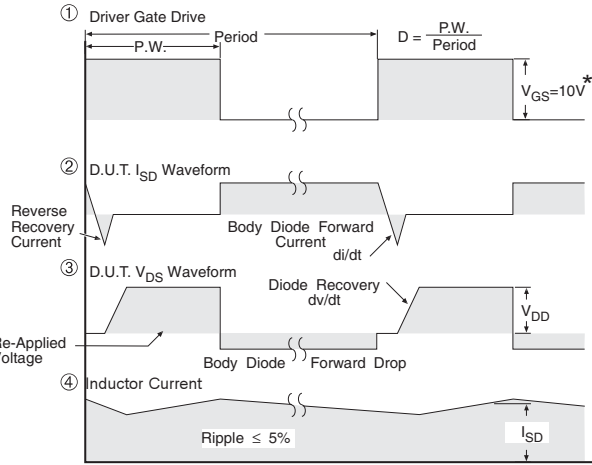 ① Driver Gate Drive
Period
P.W.
D = P.W. / Period
V_GS=10V*
② D.U.T. I_SD Waveform
Reverse
Recovery
Current
Body Diode Forward
Current
di/dt
③ D.U.T. V_DS Waveform
Diode Recovery
dv/dt
V_DD
Re-Applied
Voltage
Body Diode Forward Drop
④ Inductor Current
Ripple ≤ 5%
I_SD